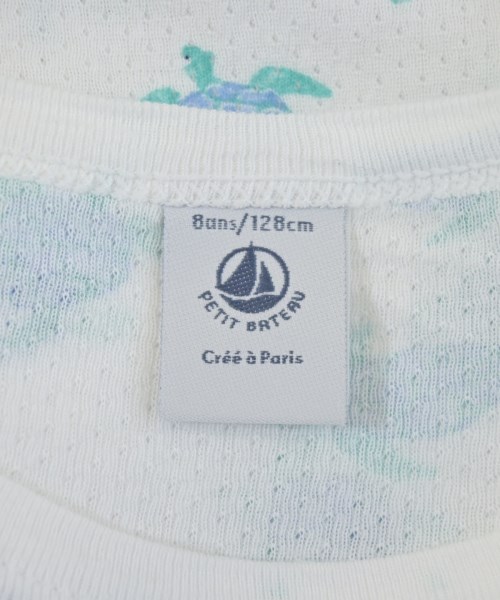 8ans/128cm
PETIT BATEAU
Créé à Paris